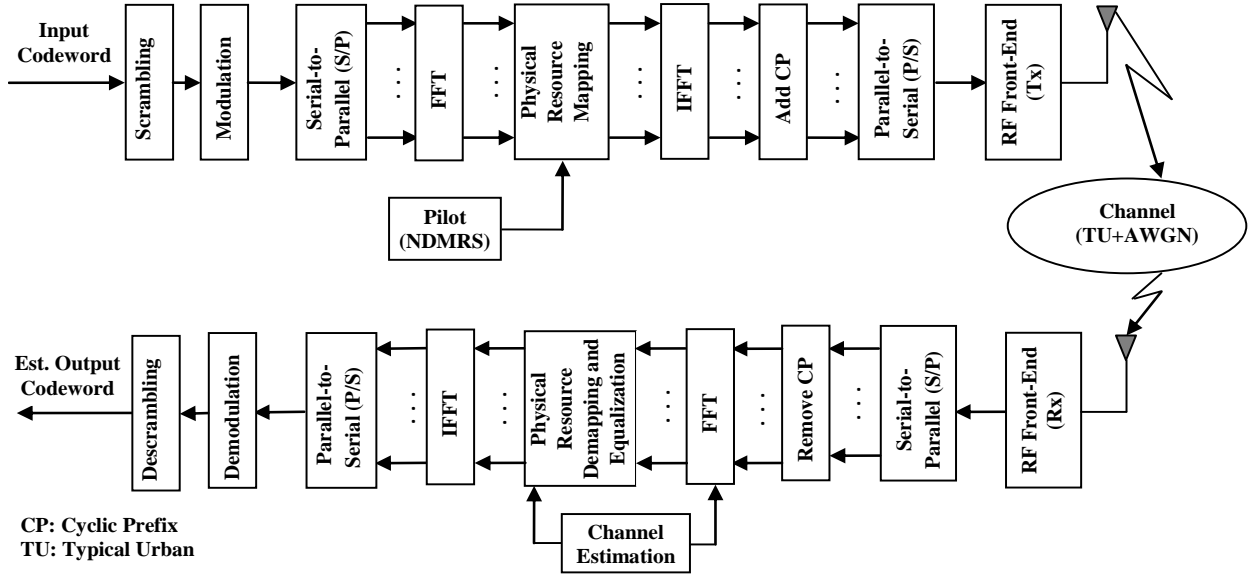 Input
Codeword
Scrambling
Modulation
Serial-to-
Parallel (S/P)
. . .
. . .
FFT
. . .
. . .
Physical
Resource
Mapping
. . .
. . .
IFFT
. . .
. . .
Add CP
. . .
. . .
Parallel-to-
Serial (P/S)
RF Front-End
(Tx)
Pilot
(NDMRS)
Channel
(TU+AWGN)
Est. Output
Codeword
Descrambling
Demodulation
Parallel-to-
Serial (P/S)
. . .
. . .
IFFT
. . .
. . .
Physical
Resource
Demapping and
Equalization
. . .
. . .
FFT
. . .
. . .
Remove CP
. . .
. . .
Serial-to-
Parallel (S/P)
RF Front-End
(Rx)
Channel
Estimation
CP: Cyclic Prefix
TU: Typical Urban